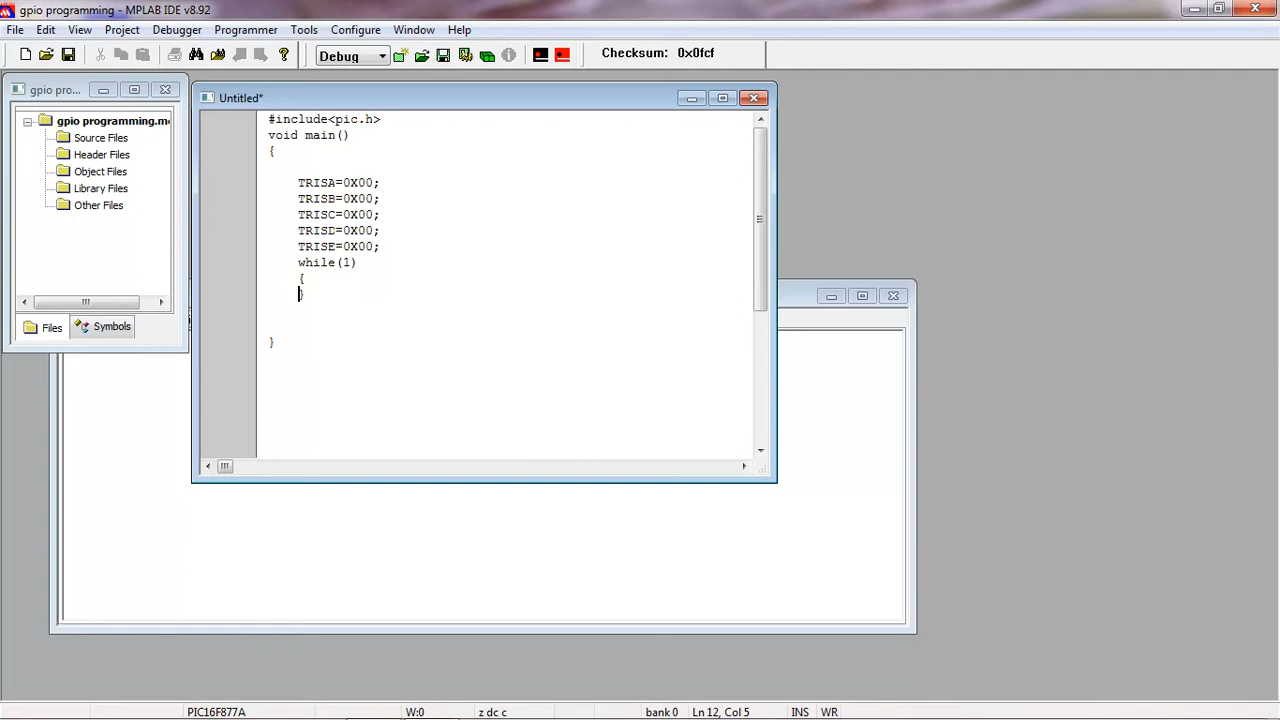 gpio programming - MPLAB IDE v8.92
File Edit View Project Debugger Programmer Tools Configure Window Help
Debug Checksum: 0x0fcf
gpio pro...
gpio programming.m
Source Files
Header Files
Object Files
Library Files
Other Files
Files Symbols
Untitled*
#include<pic.h>
void main()
{
TRISA=0X00;
TRISB=0X00;
TRISC=0X00;
TRISD=0X00;
TRISE=0X00;
while(1)
{
}
}
PIC16F877A W:0 z dc c bank 0 Ln 12, Col 5 INS WR